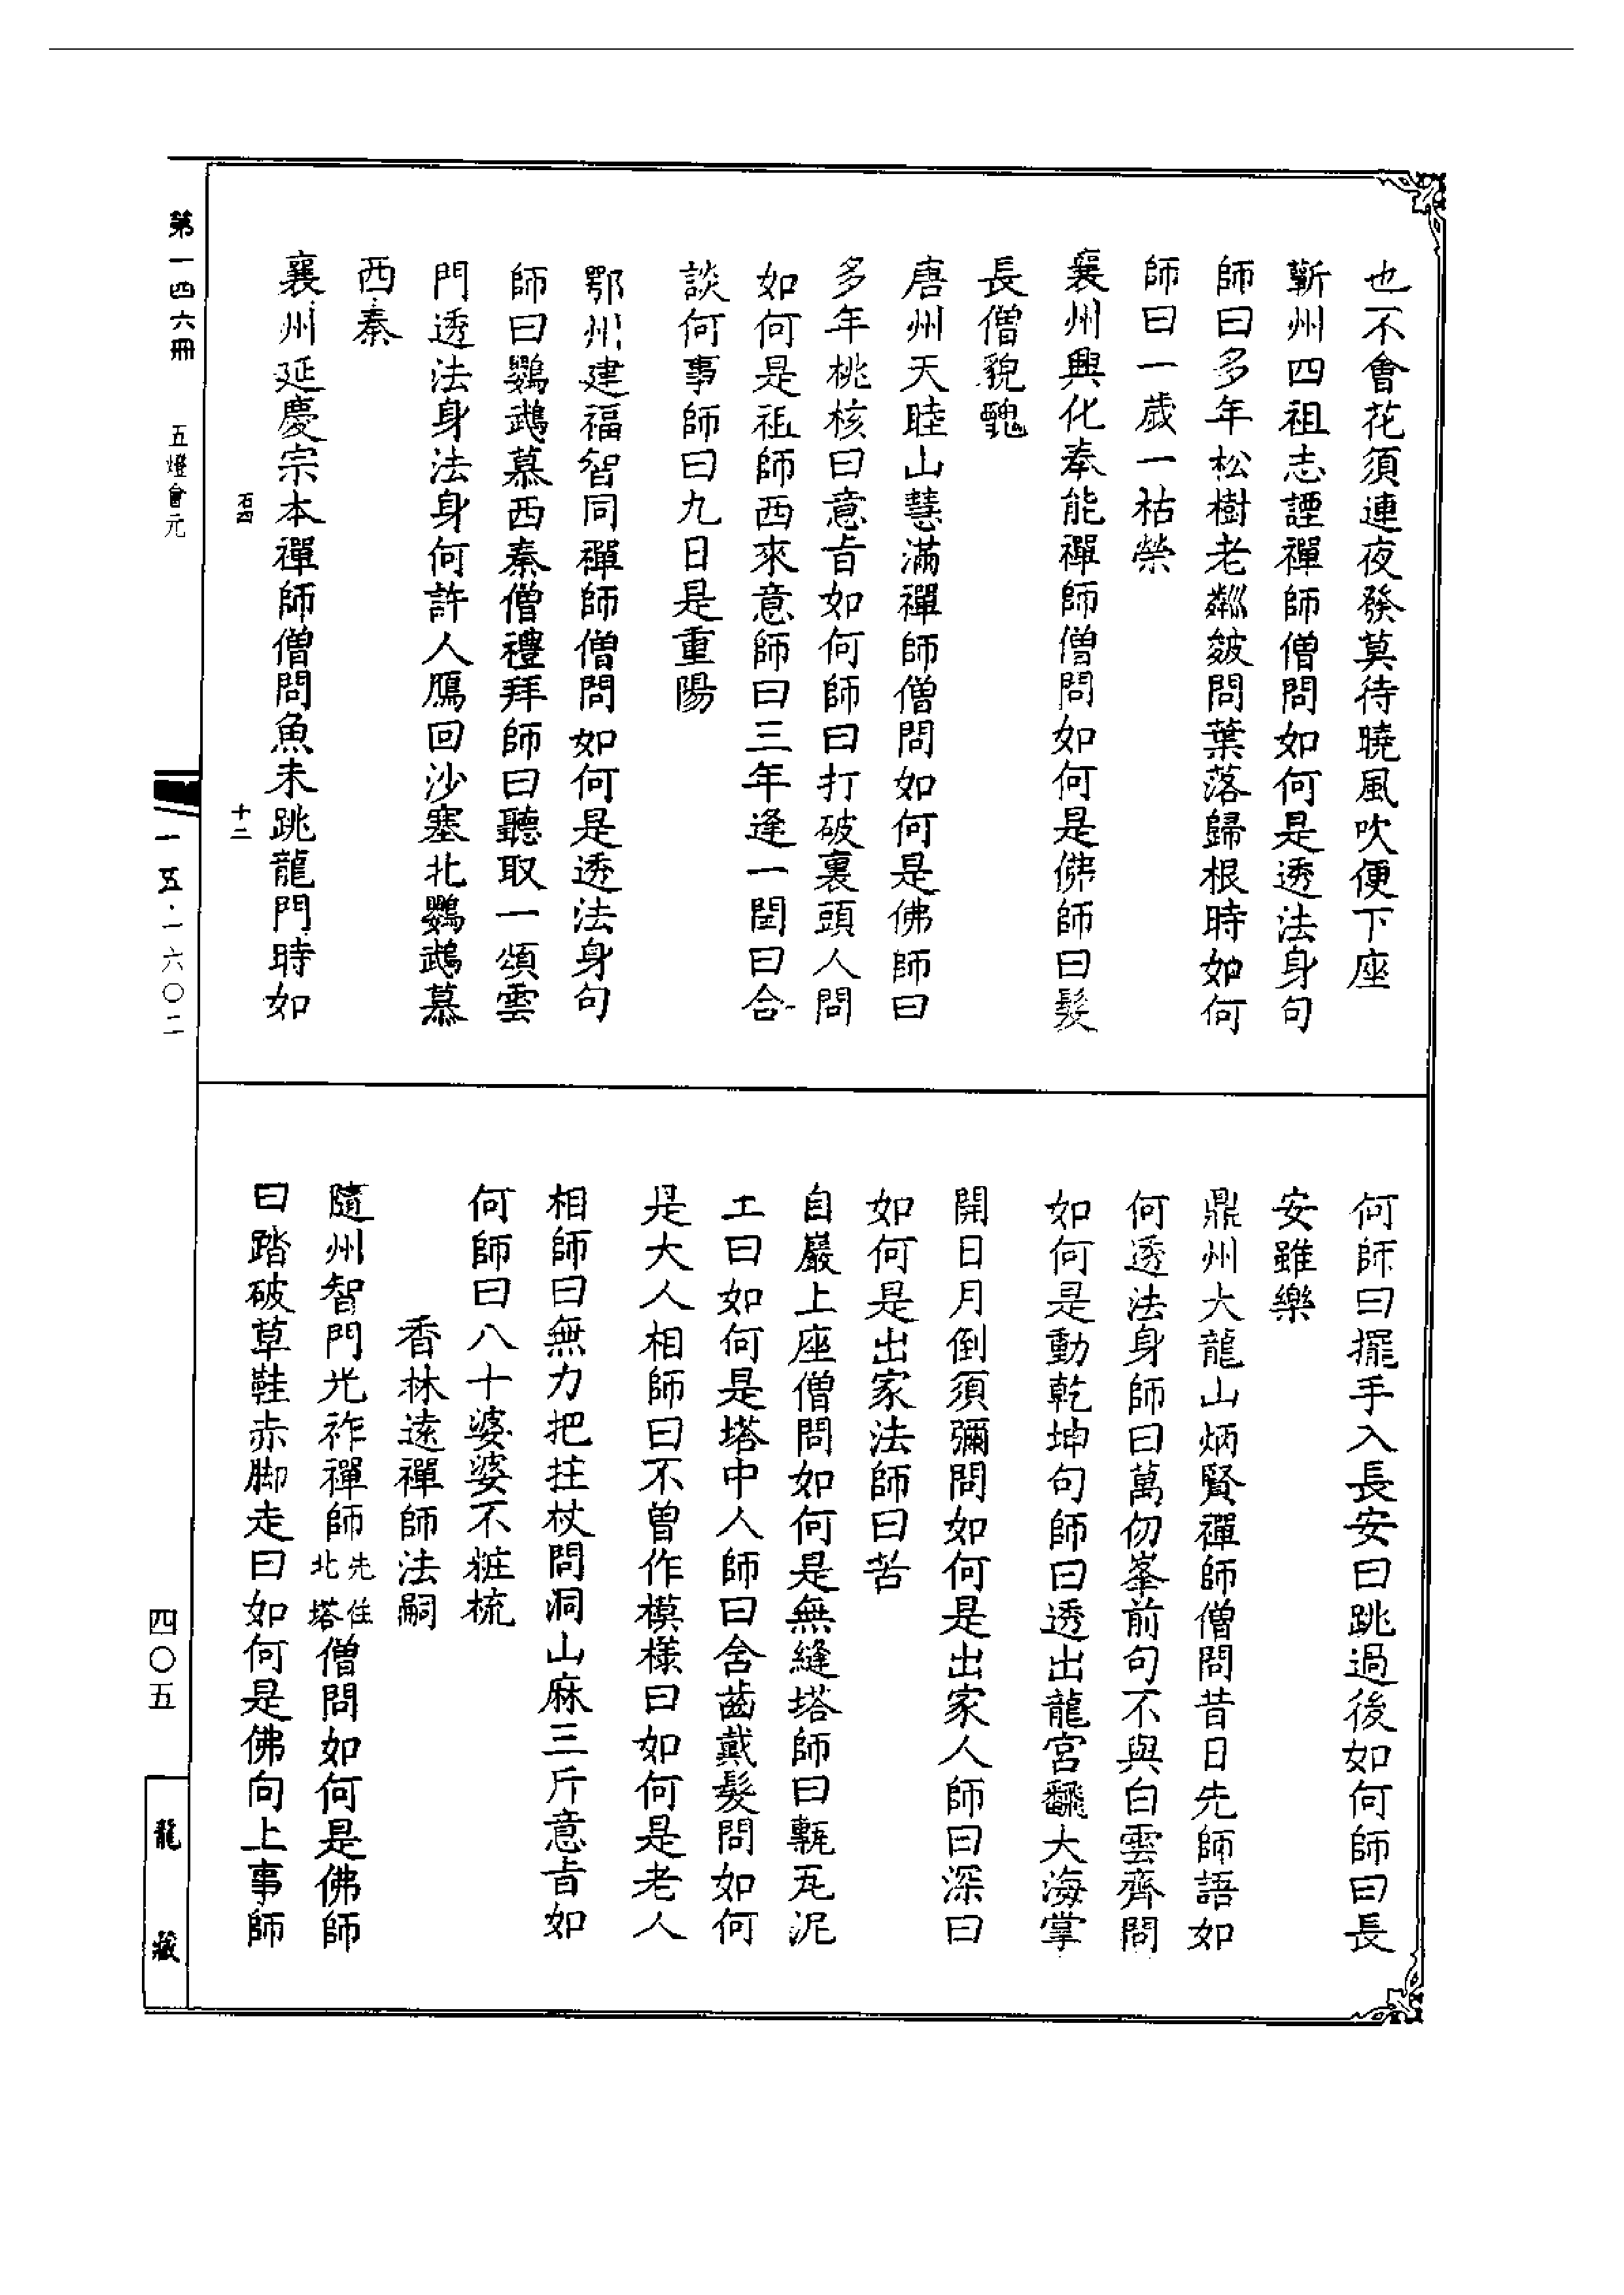 也不會花須連夜發莫待曉風吹便下座
蘄州四祖志諲禪師僧問如何是透法身句
師曰多年松樹老粼皴問葉落歸根時如何
師曰一歲一祜榮
襄州興化奉能禪師僧問如何是佛師曰髮
長僧貌醜
唐州天睦山慧滿禪師僧問如何是佛師曰
多年桃核曰意旨如何師曰打破裏頭人問
如何是祖師西來意師曰三年逢一閏曰合
談何事師曰九日是重陽
鄂州建福智同禪師僧問如何是透法身句
師曰鸚鵡慕西秦僧禮拜師曰聽取一頌雲
門透法身法身何許人鴈回沙塞北鸚鵡慕
西秦
襄州延慶宗本禪師僧問魚未跳龍門時如
石四
十二
何師曰擺手入長安曰跳過後如何師曰長
安雖樂
鼎州大龍山炳賢禪師僧問昔日先師語如
何透法身師曰萬仞峯前句不與白雲齊問
如何是動乾坤句師曰透出龍宮飜大海掌
開日月倒須彌問如何是出家人師曰深曰
如何是出家法師曰苦
自巖上座僧問如何是無縫塔師曰甎瓦泥
土曰如何是塔中人師曰含齒戴髮問如何
是大人相師曰不曾作模樣曰如何是老人
相師曰無力把拄杖問洞山麻三斤意旨如
何師曰八十婆婆不粧梳
香林遠禪師法嗣
隨州智門光祚禪師先住北塔僧問如何是佛師
曰踏破草鞋赤脚走曰如何是佛向上事師
第一四六冊
五燈會元
一五·一六〇二
四〇五
龍藏